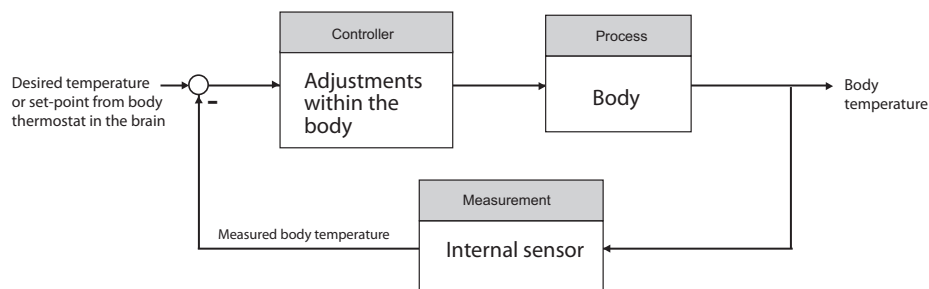 Controller
Process
Desired temperature
or set-point from body
thermostat in the brain
-
Adjustments
within the
body
Body
Body
temperature
Measurement
Measured body temperature
Internal sensor